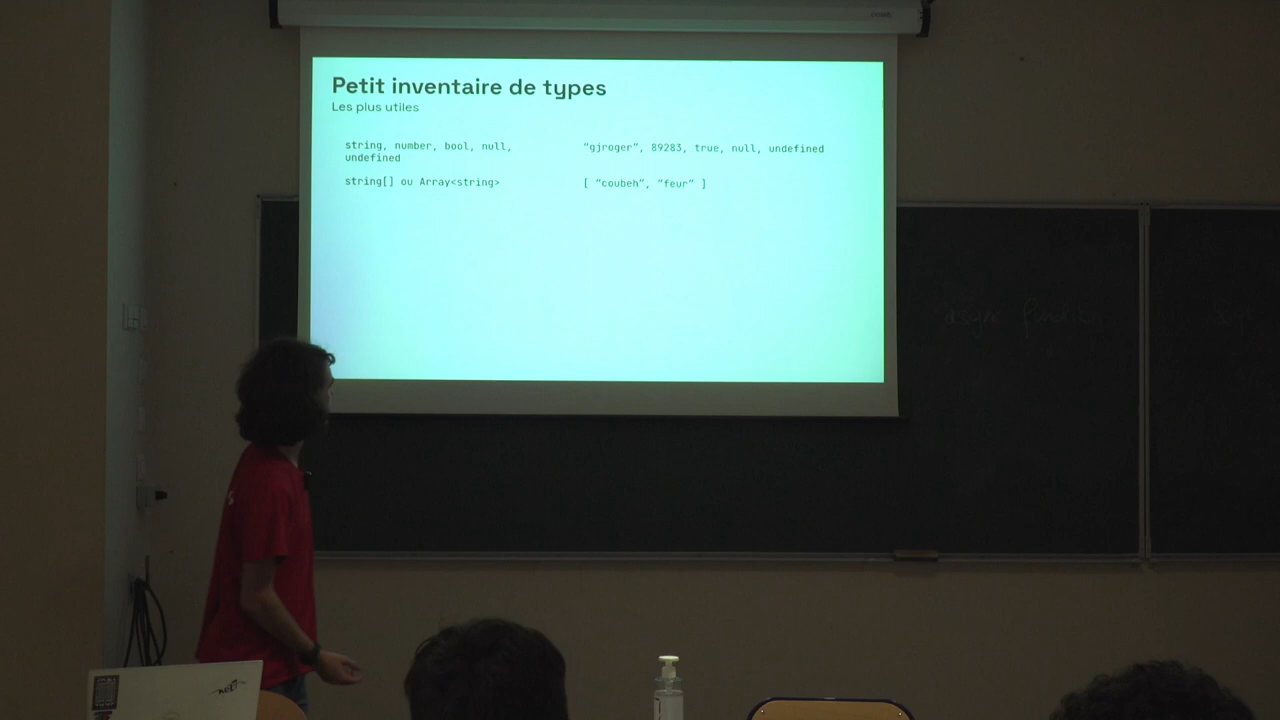 Petit inventaire de types
Les plus utiles
string, number, bool, null,
undefined
“gjroger”, 89283, true, null, undefined
string[] ou Array<string>
[ “coubeh”, “feur” ]
async